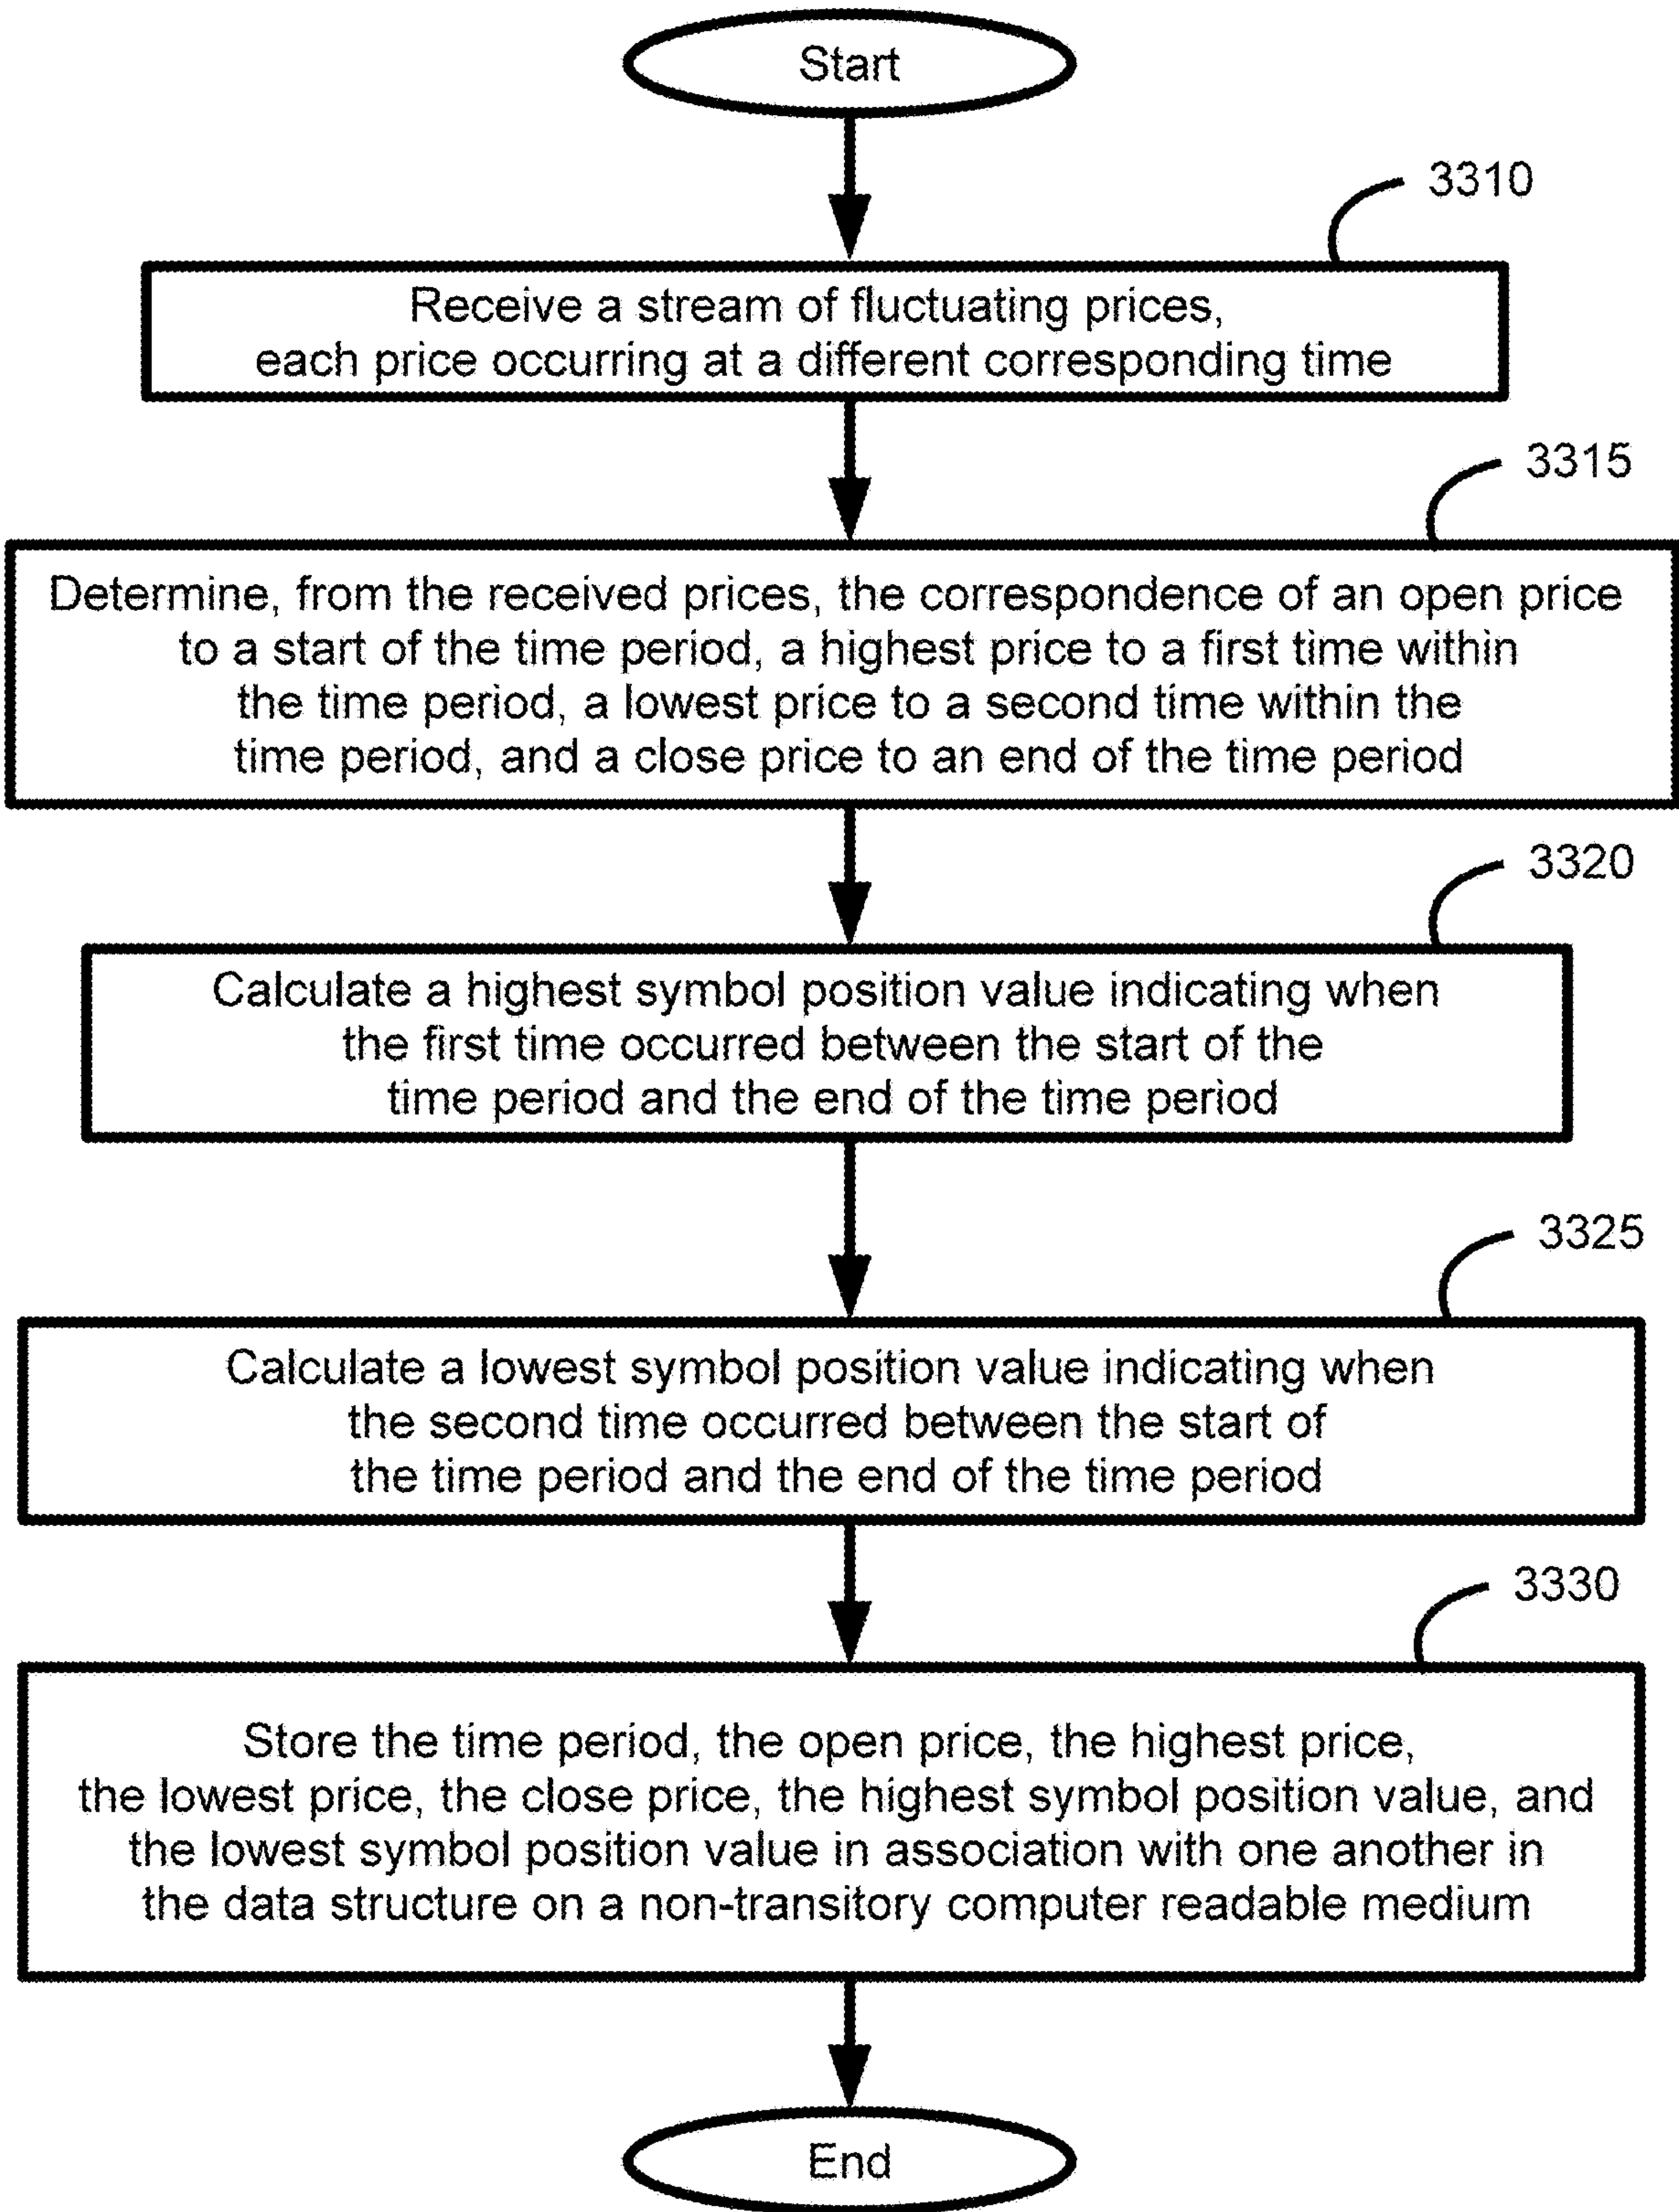 Start
3310
Receive a stream of fluctuating prices,
each price occurring at a different corresponding time
3315
Determine, from the received prices, the correspondence of an open price
to a start of the time period, a highest price to a first time within
the time period, a lowest price to a second time within the
time period, and a close price to an end of the time period
3320
Calculate a highest symbol position value indicating when
the first time occurred between the start of the
time period and the end of the time period
3325
Calculate a lowest symbol position value indicating when
the second time occurred between the start of
the time period and the end of the time period
3330
Store the time period, the open price, the highest price,
the lowest price, the close price, the highest symbol position value, and
the lowest symbol position value in association with one another in
the data structure on a non-transitory computer readable medium
End